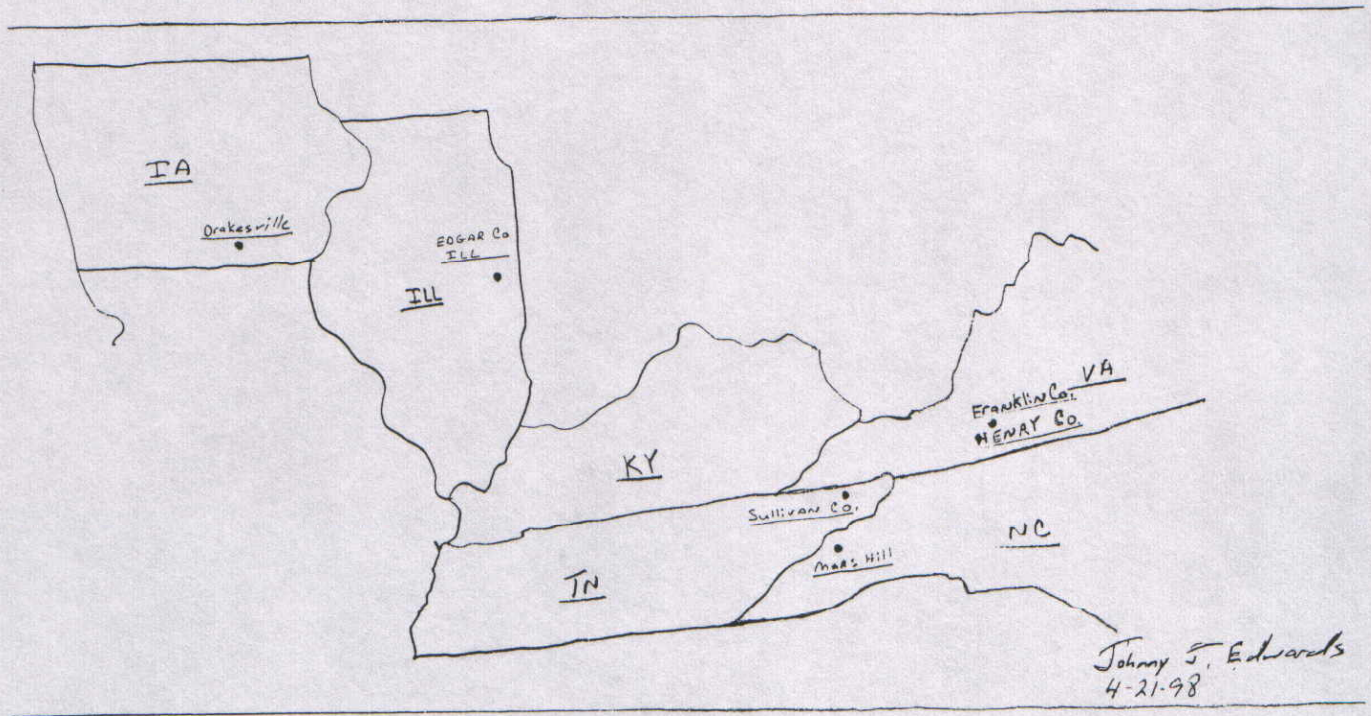 IA
Drakesville
EDGAR Co
ILL
ILL
VA
Franklin Co.
HENRY Co.
KY
Sullivan Co.
NC
Mars Hill
TN
Johnny J. Edwards
4-21-98